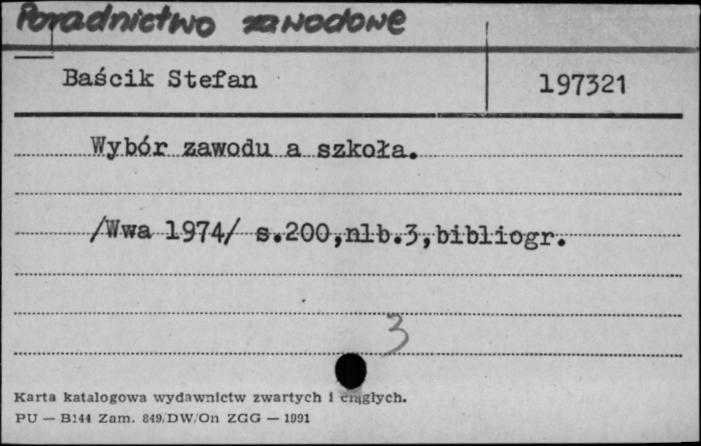 Poradnictwo zawodowe
Baścik Stefan 197321
Wybór zawodu a szkoła.
/Wwa 1974/ s.200,nlb.3,bibliogr.
3
Karta katalogowa wydawnictw zwartych i ciągłych.
PU — B144 Zam. 849/DW/On ZGG — 1991